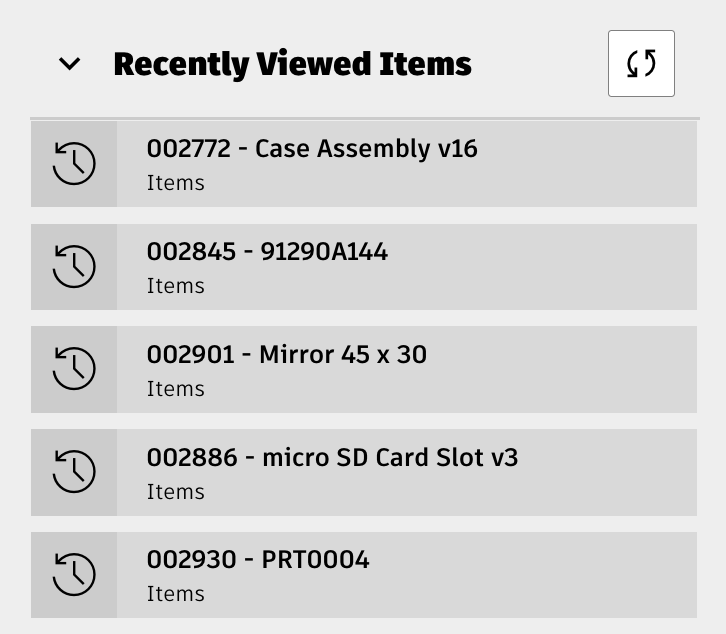 Recently Viewed Items
002772 - Case Assembly v16
Items
002845 - 91290A144
Items
002901 - Mirror 45 x 30
Items
002886 - micro SD Card Slot v3
Items
002930 - PRT0004
Items